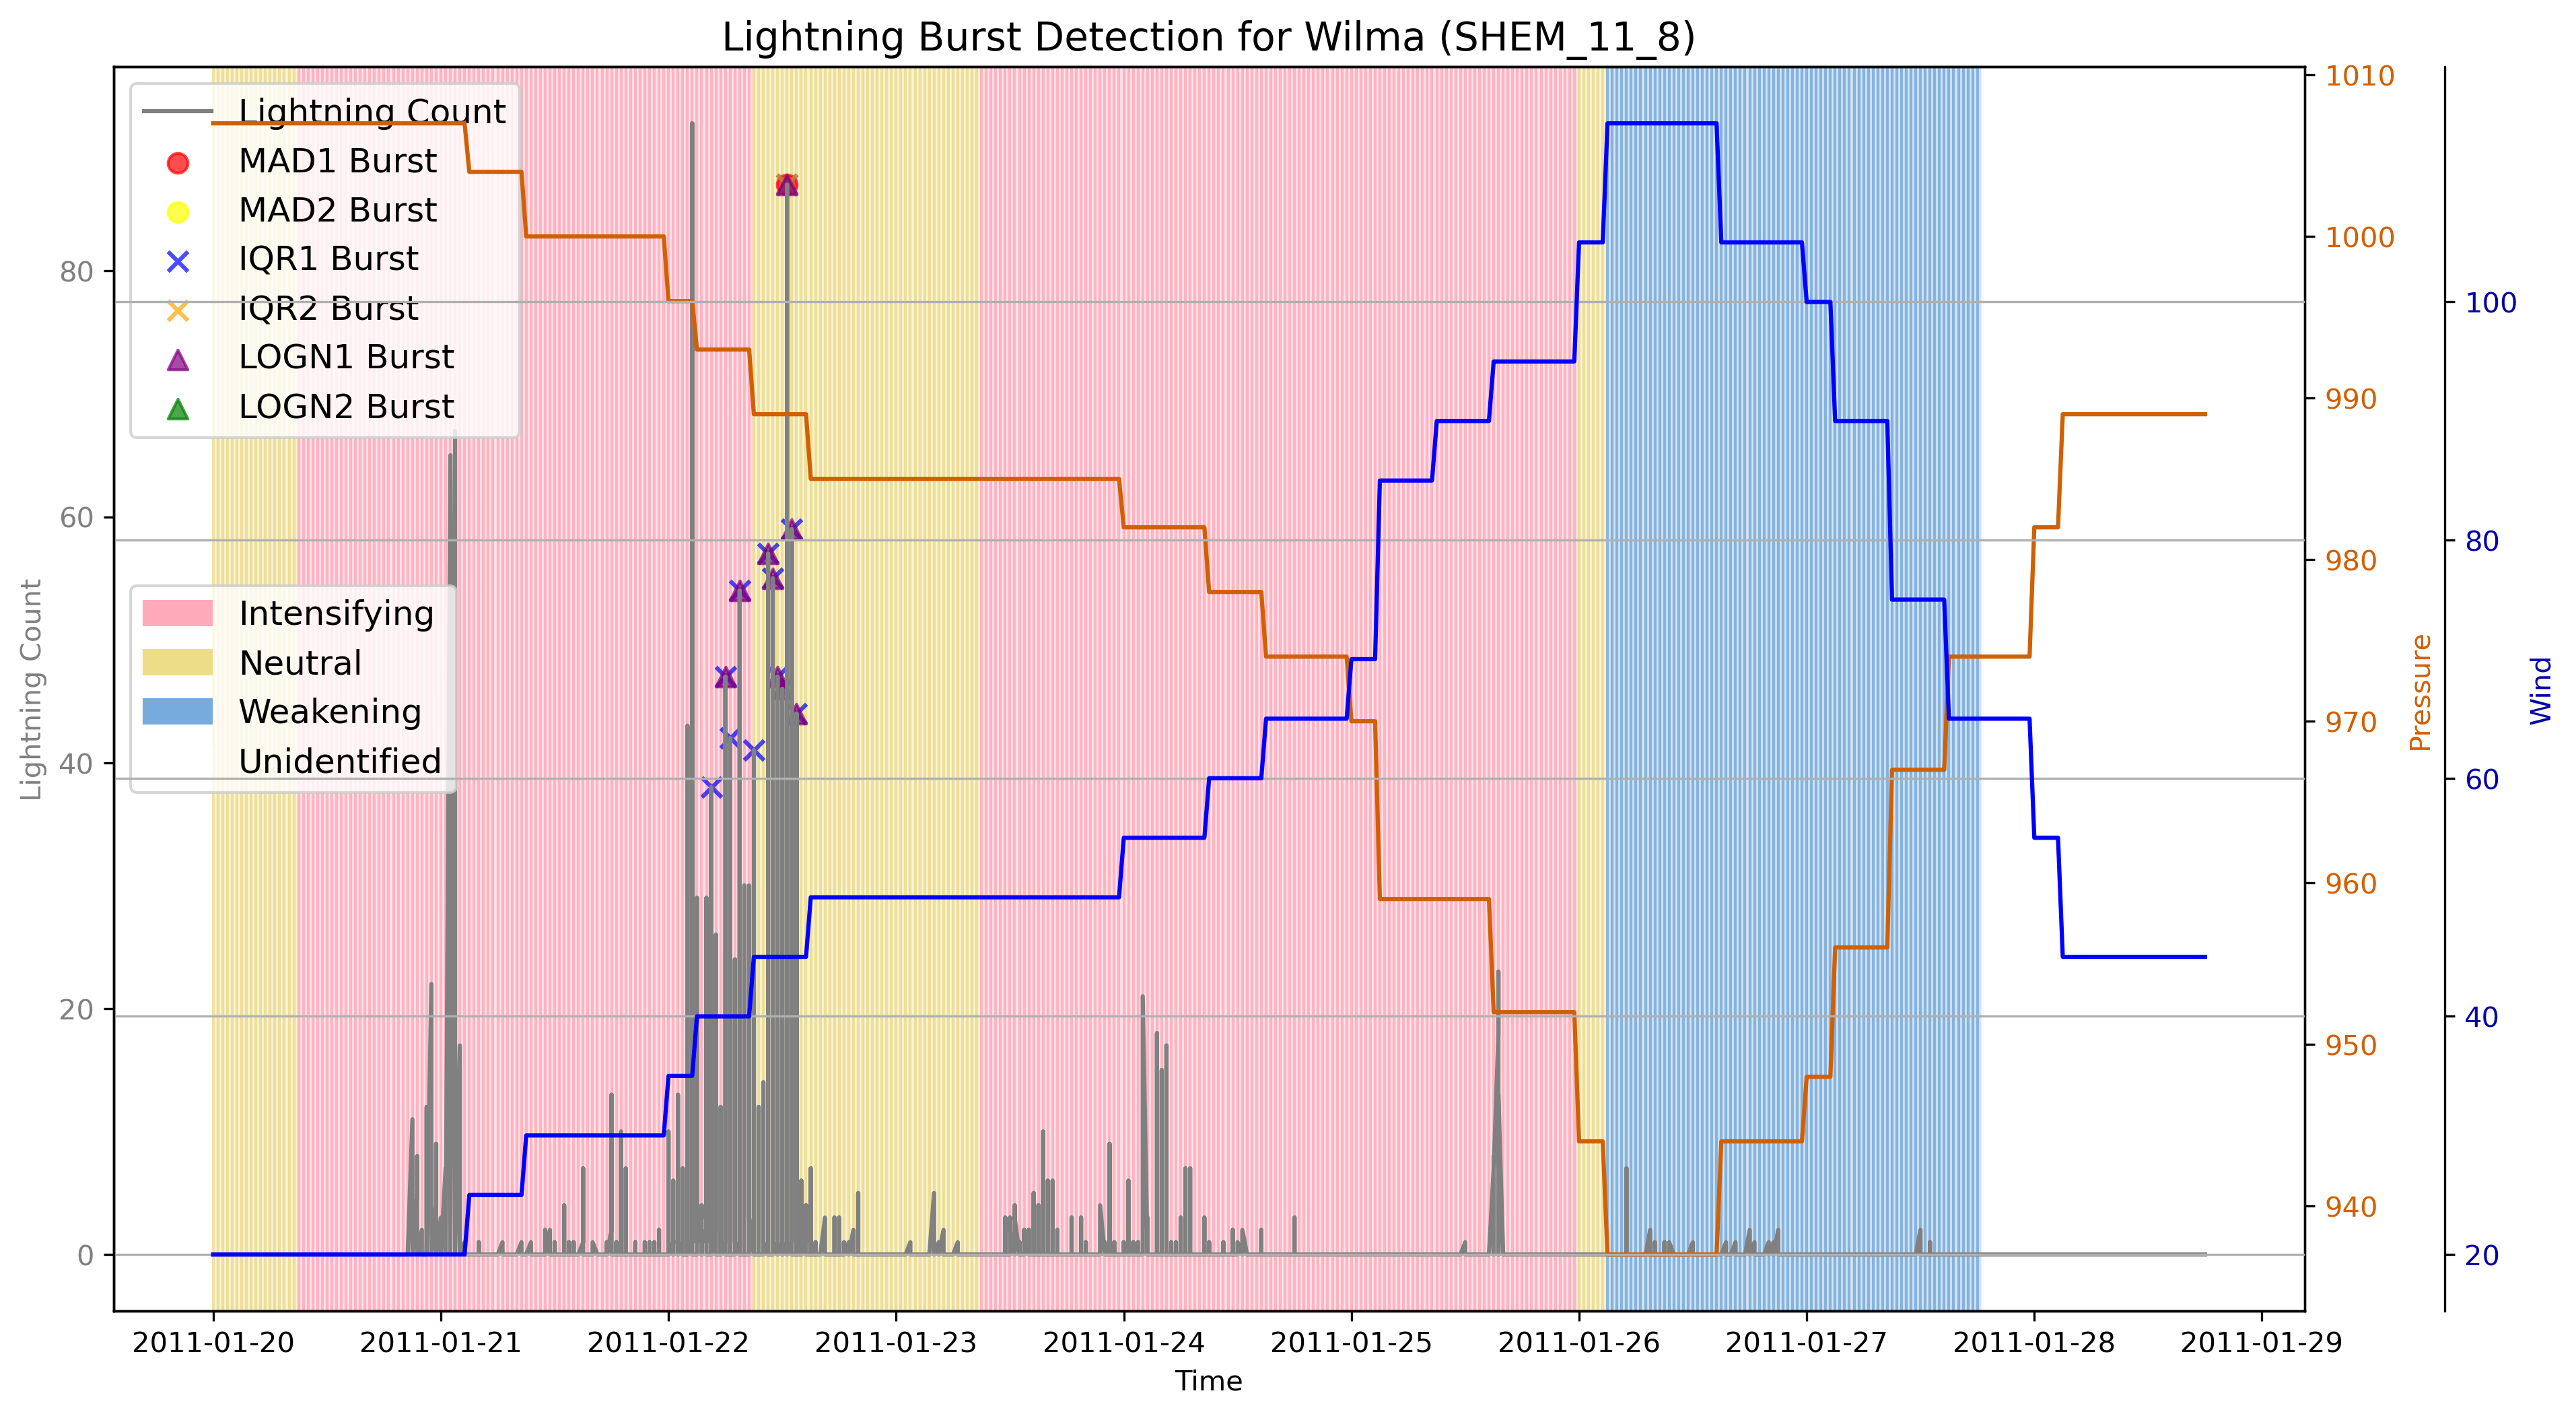 Lightning Burst Detection for Wilma (SHEM_11_8)
Lightning Count
MAD1 Burst
MAD2 Burst
IQR1 Burst
IQR2 Burst
LOGN1 Burst
LOGN2 Burst
Intensifying
Neutral
Weakening
Unidentified
Lightning Count
80
60
40
20
0
1010
1000
990
980
970
960
950
940
Pressure
100
80
60
40
20
Wind
2011-01-20 2011-01-21 2011-01-22 2011-01-23 2011-01-24 2011-01-25 2011-01-26 2011-01-27 2011-01-28 2011-01-29
Time